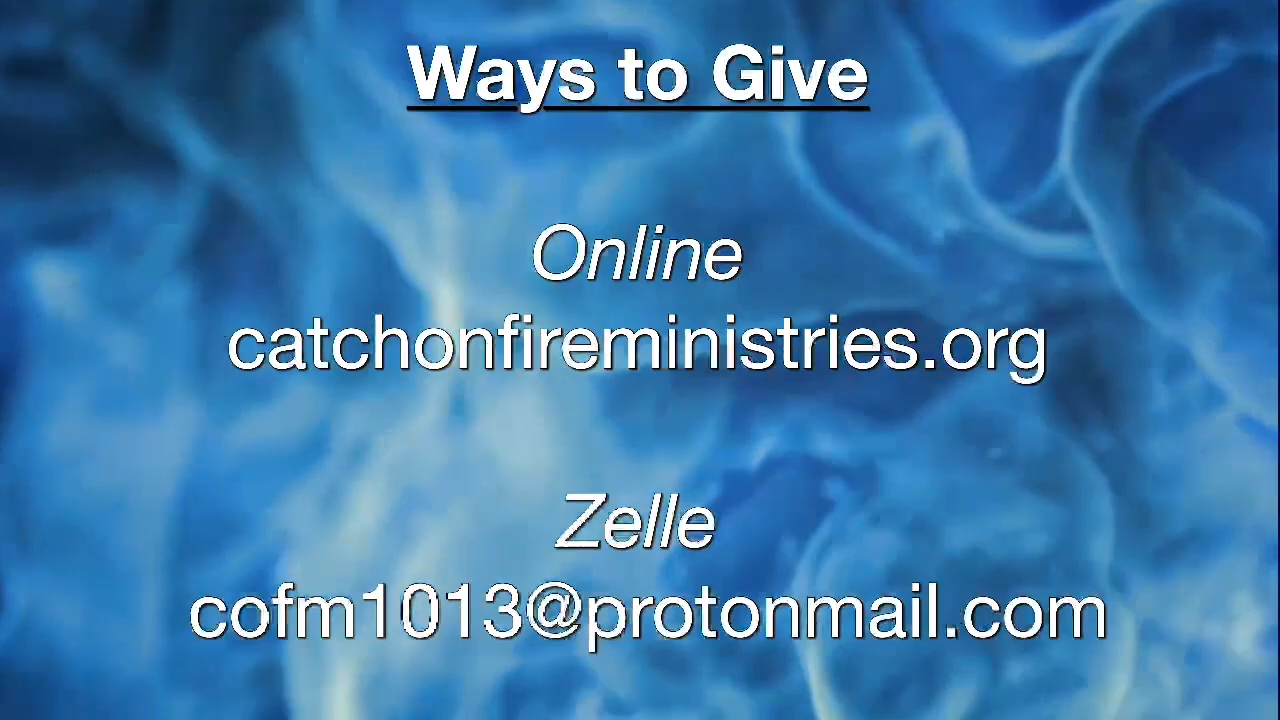 Ways to Give
Online
catchonfireministries.org
Zelle
cofm1013@protonmail.com